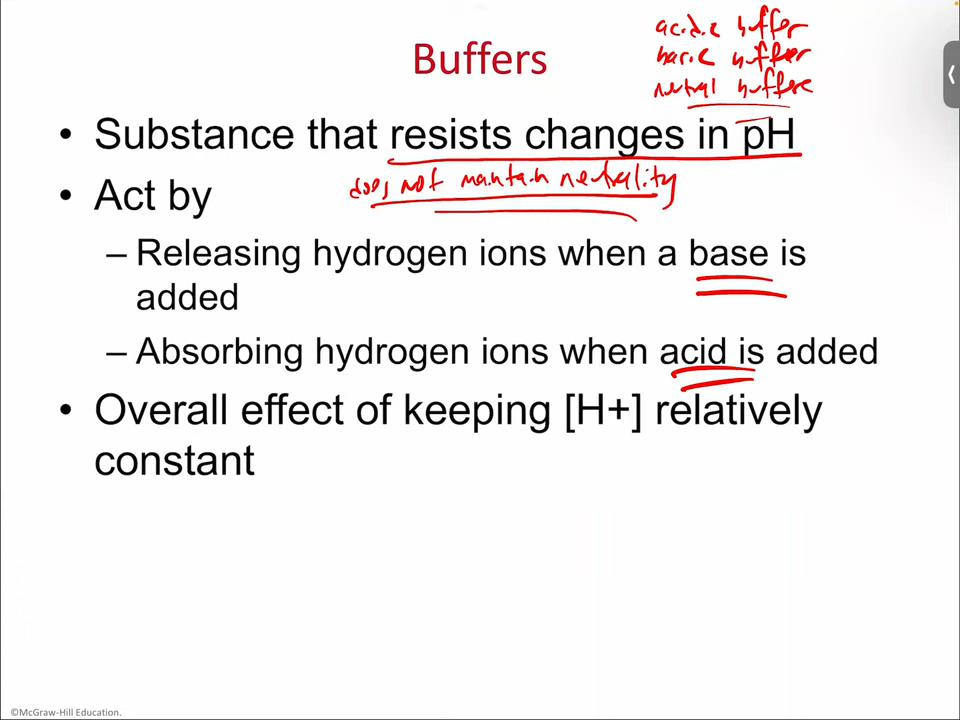 acidic buffer
Buffers
basic buffer
neutral buffer
• Substance that resists changes in pH
does not maintain neutrality
• Act by
– Releasing hydrogen ions when a base is
added
– Absorbing hydrogen ions when acid is added
• Overall effect of keeping [H+] relatively
constant
©McGraw-Hill Education.